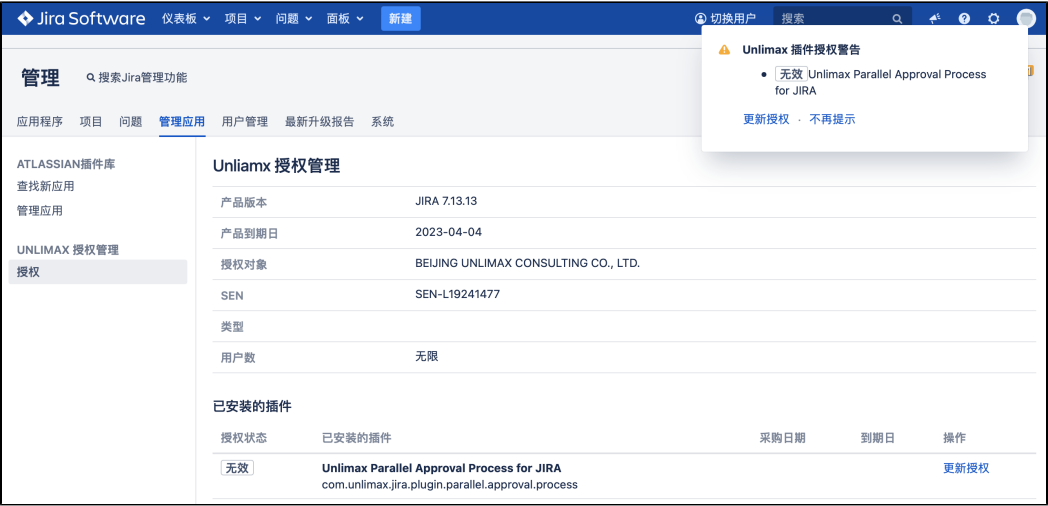 Jira Software 仪表板 项目 问题 面板 新建 切换用户 搜索
Unlimax 插件授权警告
无效 Unlimax Parallel Approval Process
for JIRA
更新授权 · 不再提示
管理 搜索Jira管理功能
应用程序 项目 问题 管理应用 用户管理 最新升级报告 系统
ATLASSIAN插件库
查找新应用
管理应用
UNLIMAX 授权管理
授权
Unliamx 授权管理
产品版本 JIRA 7.13.13
产品到期日 2023-04-04
授权对象 BEIJING UNLIMAX CONSULTING CO., LTD.
SEN SEN-L19241477
类型
用户数 无限
已安装的插件
授权状态 已安装的插件 采购日期 到期日 操作
无效 Unlimax Parallel Approval Process for JIRA 更新授权
com.unlimax.jira.plugin.parallel.approval.process